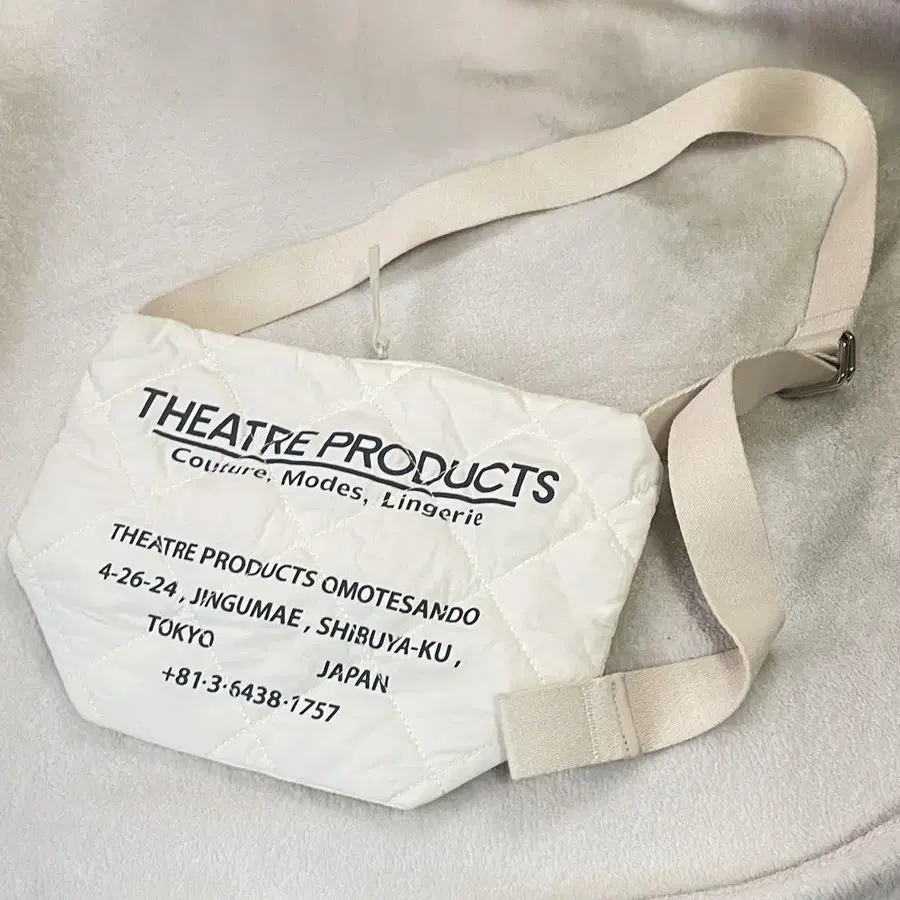 THEATRE PRODUCTS
Couture, Modes, Lingerie
THEATRE PRODUCTS OMOTESANDO
4-26-24, JINGUMAE, SHIBUYA-KU,
TOKYO JAPAN
+81·3·6438·1757